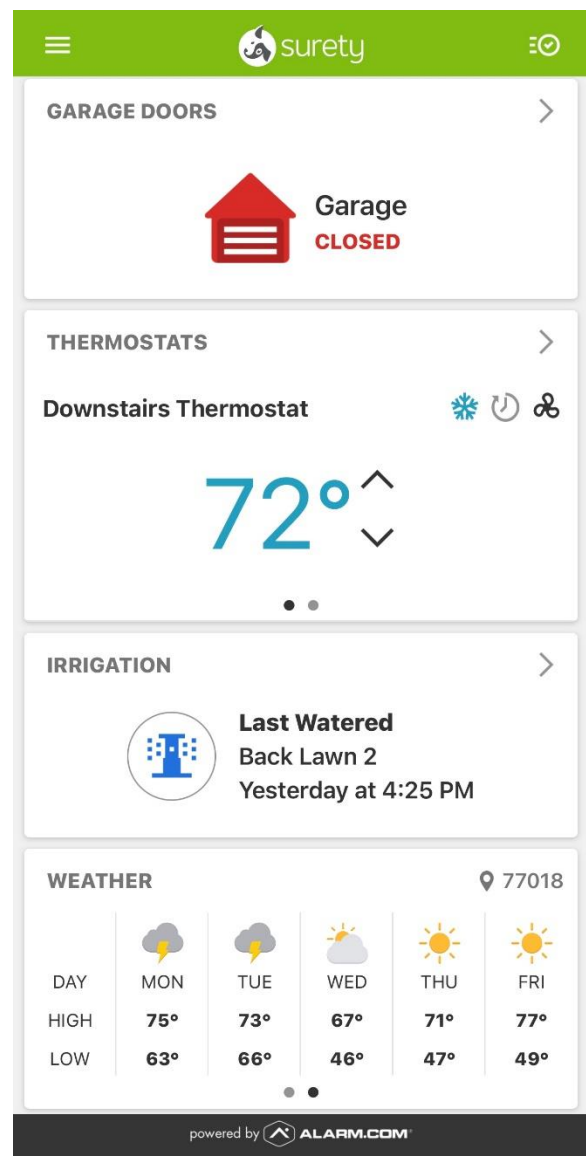 surety
GARAGE DOORS
Garage
CLOSED
THERMOSTATS
Downstairs Thermostat
72°
IRRIGATION
Last Watered
Back Lawn 2
Yesterday at 4:25 PM
WEATHER 77018
DAY MON TUE WED THU FRI
HIGH 75° 73° 67° 71° 77°
LOW 63° 66° 46° 47° 49°
powered by ALARM.COM